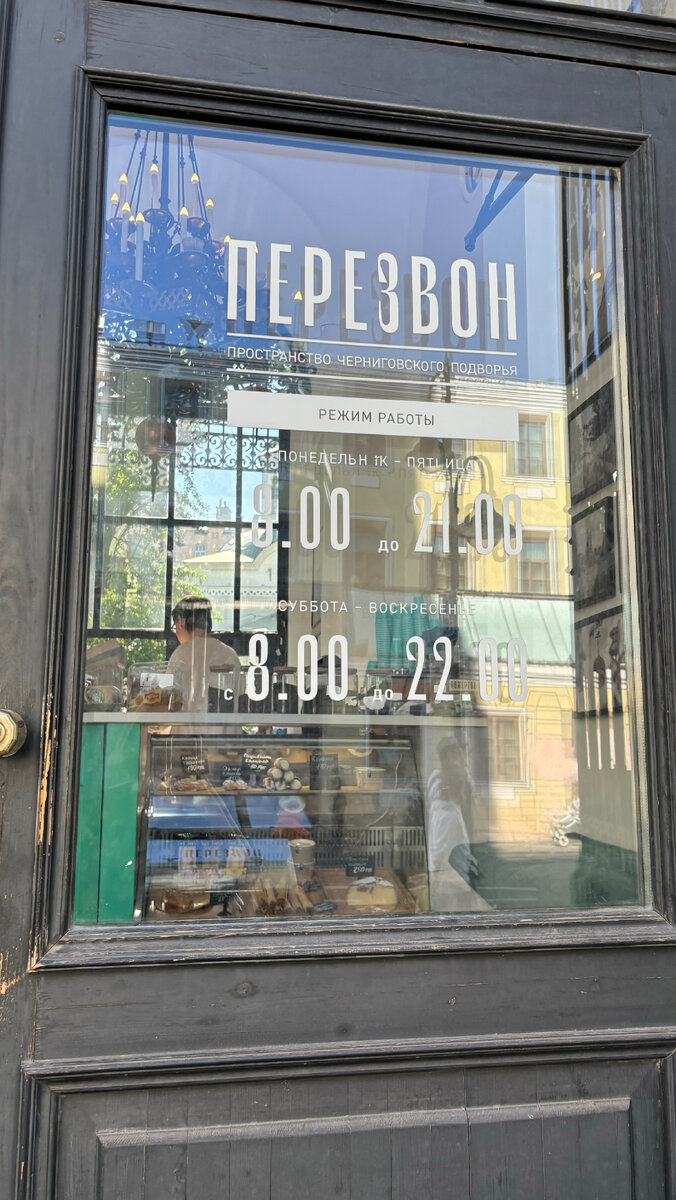 ПЕРЕЗВОН
ПРОСТРАНСТВО ЧЕРНИГОВСКОГО ПОДВОРЬЯ
РЕЖИМ РАБОТЫ
ПОНЕДЕЛЬНИК – ПЯТНИЦА
8.00 до 21.00
СУББОТА – ВОСКРЕСЕНЬЕ
с 8.00 до 22.00
ПЕРЕЗВОН